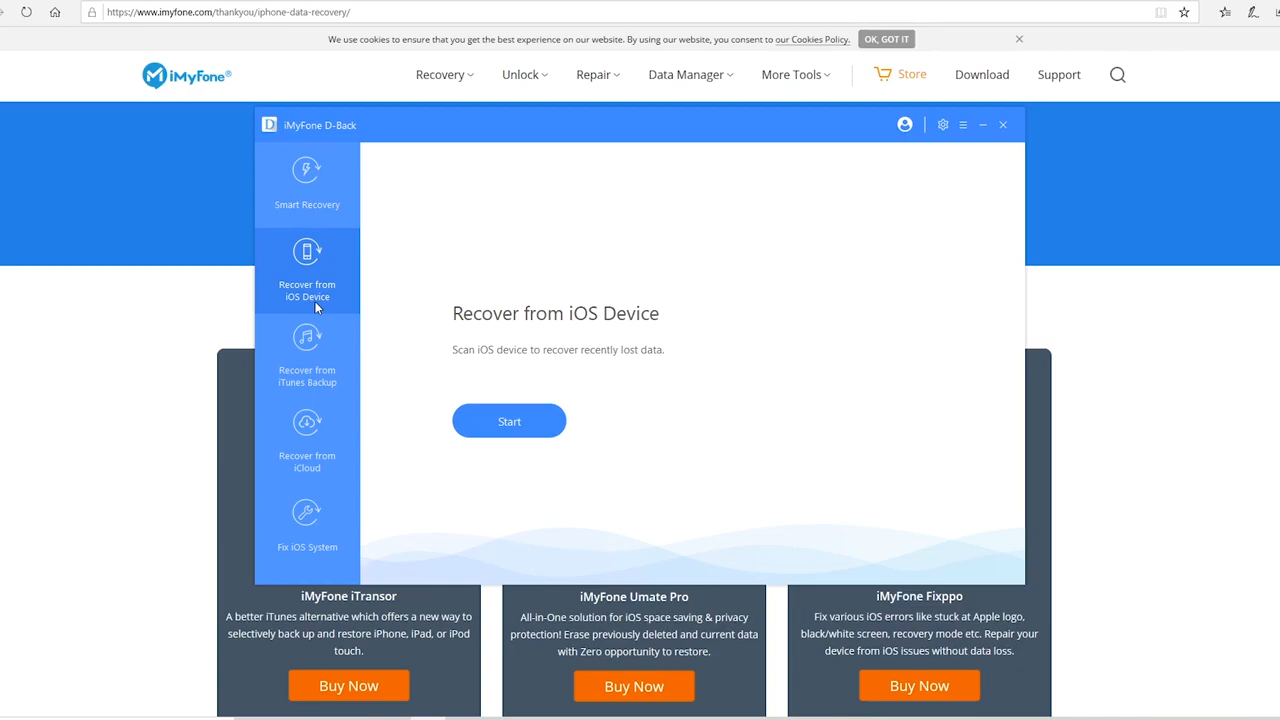 https://www.imyfone.com/thankyou/iphone-data-recovery/
We use cookies to ensure that you get the best experience on our website. By using our website, you consent to our Cookies Policy.
OK, GOT IT
iMyFone®
Recovery
Unlock
Repair
Data Manager
More Tools
Store
Download
Support
D
iMyFone D-Back
Smart Recovery
Recover from
iOS Device
Recover from
iTunes Backup
Recover from
iCloud
Fix iOS System
Recover from iOS Device
Scan iOS device to recover recently lost data.
Start
iMyFone iTransor
A better iTunes alternative which offers a new way to
selectively back up and restore iPhone, iPad, or iPod
touch.
Buy Now
iMyFone Umate Pro
All-in-One solution for iOS space saving & privacy
protection! Erase previously deleted and current data
with Zero opportunity to restore.
Buy Now
iMyFone Fixppo
Fix various iOS errors like stuck at Apple logo,
black/white screen, recovery mode etc. Repair your
device from iOS issues without data loss.
Buy Now